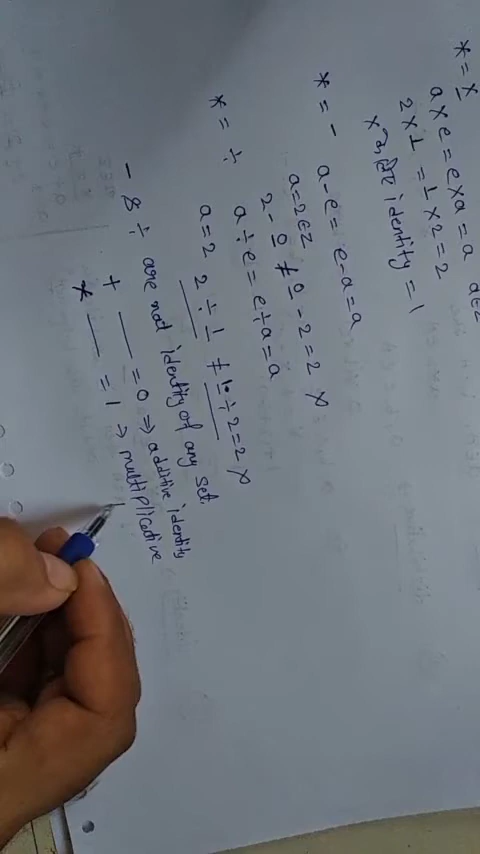 * = x
a x e = e x a = a a∈Z
2 x 1 = 1 x 2 = 2
identity = 1
* = - a - e = e - a = a
a = 2 ∈ Z
2 - 0 ≠ 0 - 2 = 2 x
* = ÷ a ÷ e = e ÷ a = a
a = 2 2 ÷ 1 ≠ 1 ÷ 2 = 2 x
- & ÷ are not identity of any set.
+ ___ = 0 ⇒ additive identity
* ___ = 1 ⇒ multiplicative